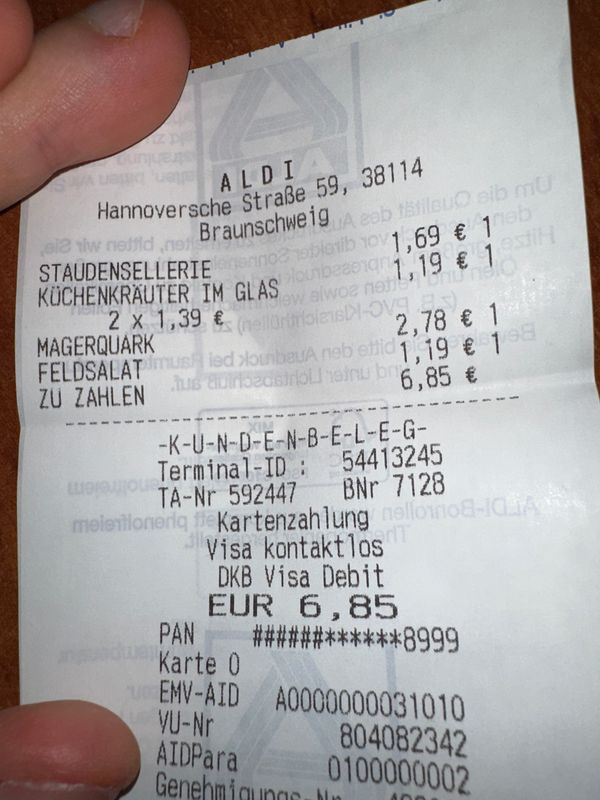 ALDI
Hannoversche Straße 59, 38114
Braunschweig
STAUDENSELLERIE 1,69 € 1
KÜCHENKRÄUTER IM GLAS 1,19 € 1
2 x 1,39 €
MAGERQUARK 2,78 € 1
FELDSALAT 1,19 € 1
ZU ZAHLEN 6,85 €
-K-U-N-D-E-N-B-E-L-E-G-
Terminal-ID : 54413245
TA-Nr 592447 BNr 7128
Kartenzahlung
Visa kontaktlos
DKB Visa Debit
EUR 6,85
PAN ######******8999
Karte 0
EMV-AID A0000000031010
VU-Nr 804082342
AIDPara 0100000002
Genehmigungs-Nr